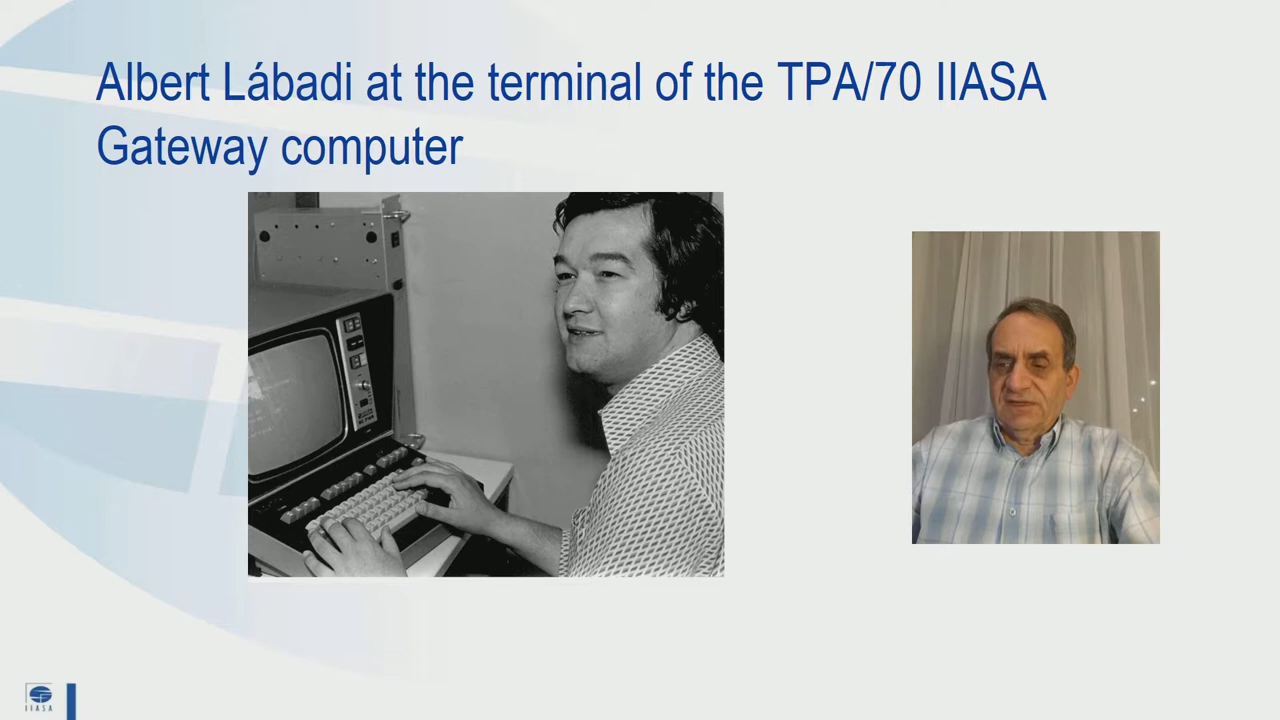 Albert Lábadi at the terminal of the TPA/70 IIASA
Gateway computer
IIASA